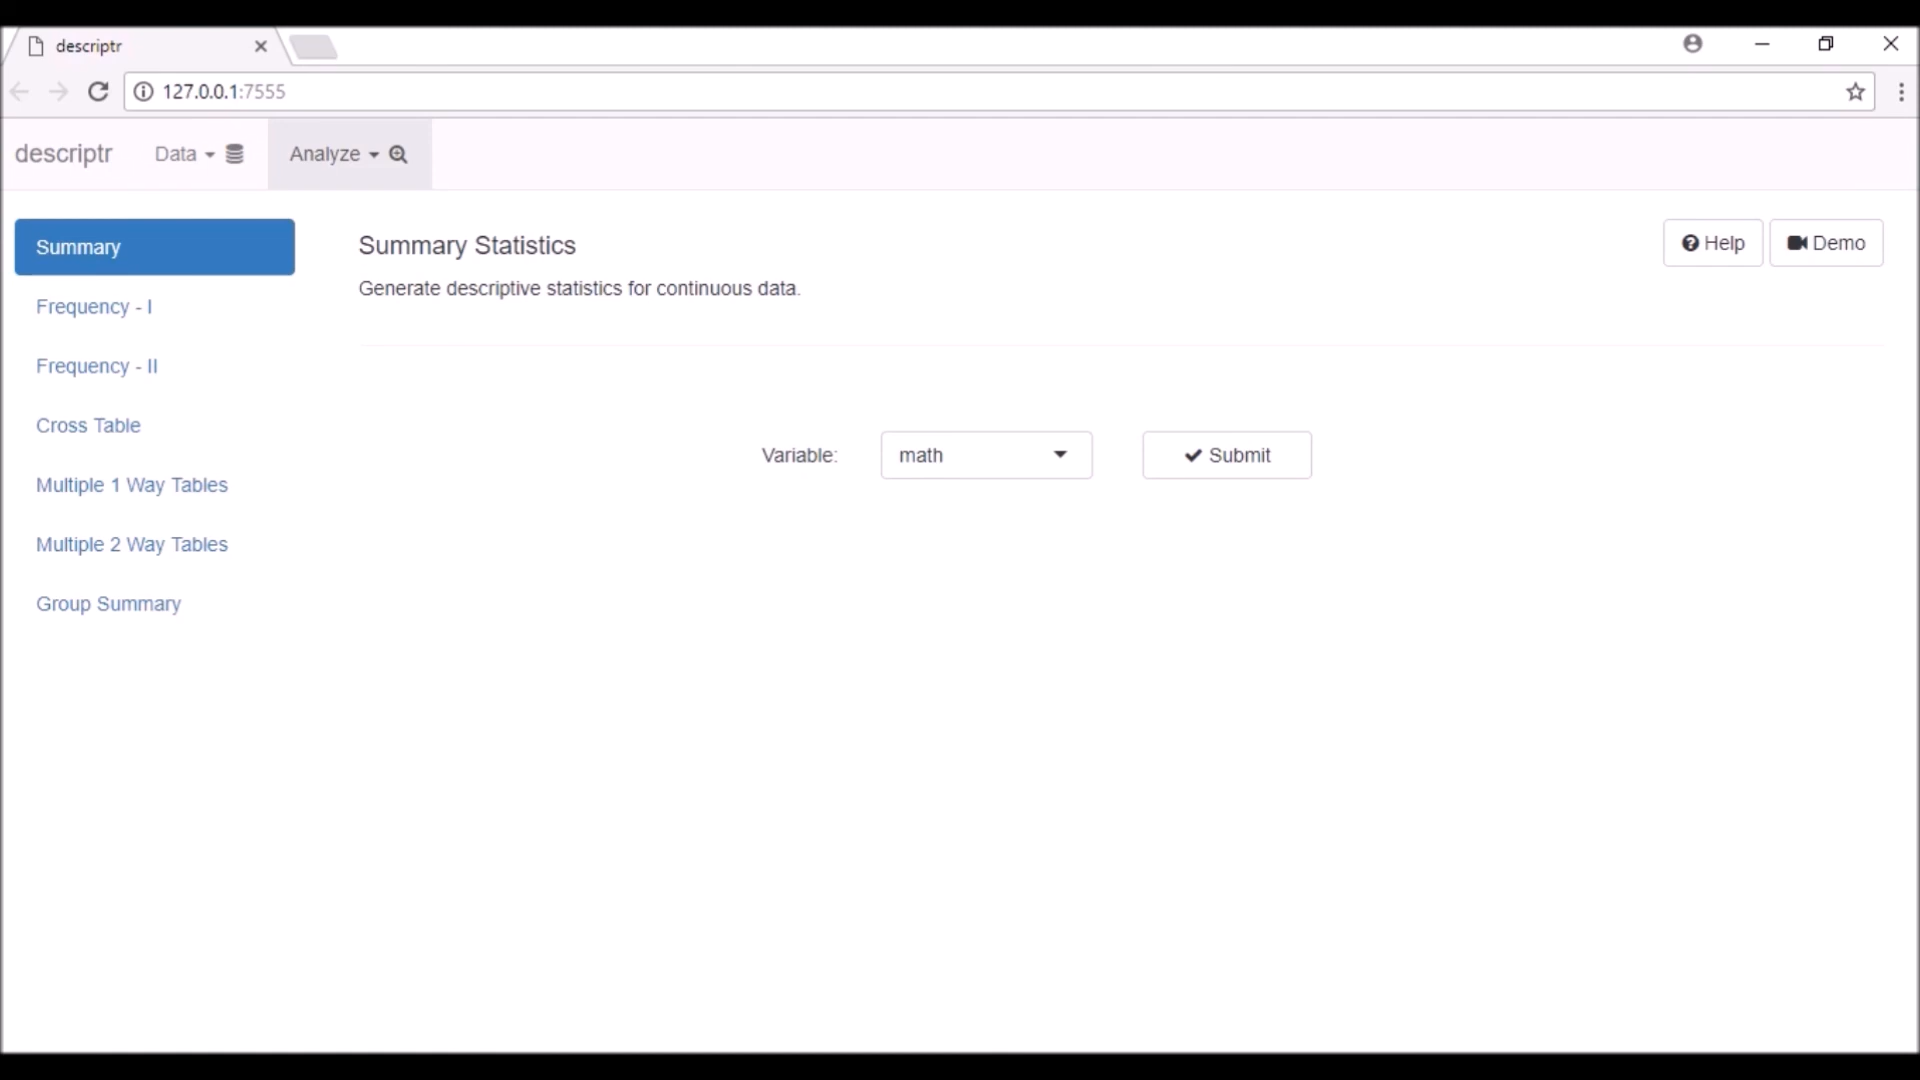 descriptr
127.0.0.1:7555
descriptr Data Analyze
Summary
Frequency - I
Frequency - II
Cross Table
Multiple 1 Way Tables
Multiple 2 Way Tables
Group Summary
Summary Statistics
Help Demo
Generate descriptive statistics for continuous data.
Variable: math Submit